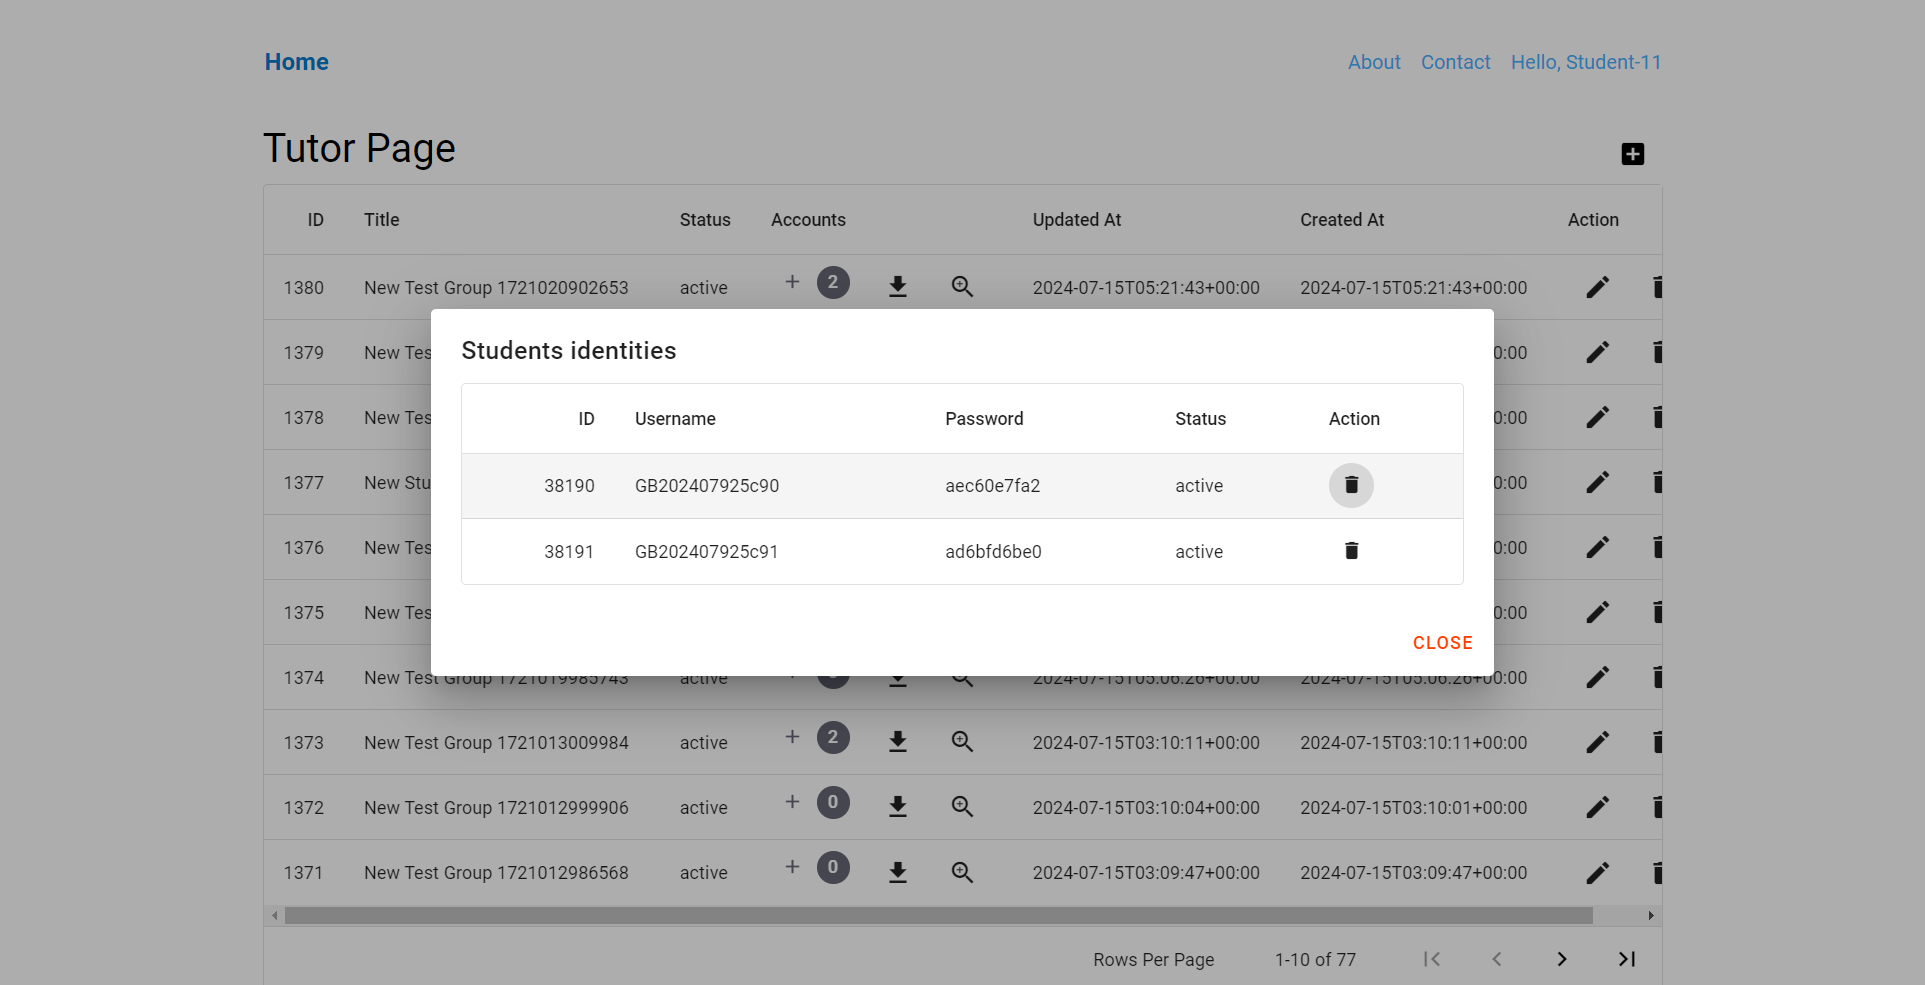 Home
About Contact Hello, Student-11
Tutor Page
ID Title Status Accounts Updated At Created At Action
1380 New Test Group 1721020902653 active + 2 2024-07-15T05:21:43+00:00 2024-07-15T05:21:43+00:00
1379 New Tes 0:00
1378 New Tes 0:00
1377 New Stu 0:00
1376 New Tes 0:00
1375 New Tes 0:00
Students identities
ID Username Password Status Action
38190 GB202407925c90 aec60e7fa2 active
38191 GB202407925c91 ad6bfd6be0 active
CLOSE
1374 New Test Group 1721019985743 active 2024-07-15T05:06:26+00:00 2024-07-15T05:06:26+00:00
1373 New Test Group 1721013009984 active + 2 2024-07-15T03:10:11+00:00 2024-07-15T03:10:11+00:00
1372 New Test Group 1721012999906 active + 0 2024-07-15T03:10:04+00:00 2024-07-15T03:10:01+00:00
1371 New Test Group 1721012986568 active + 0 2024-07-15T03:09:47+00:00 2024-07-15T03:09:47+00:00
Rows Per Page 1-10 of 77